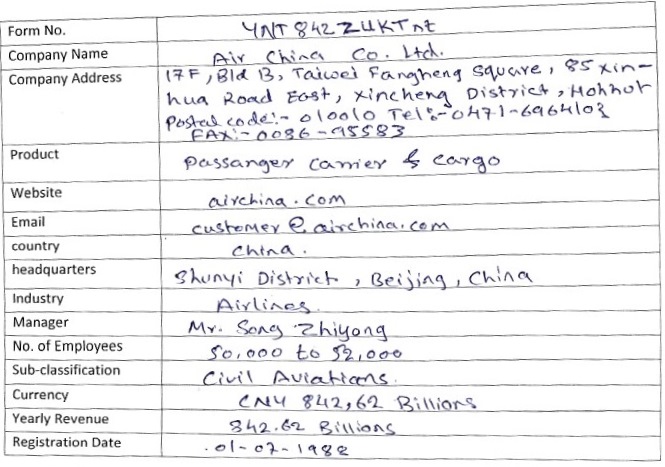 Form No. YNT842ZUKTnt
Company Name Air China Co. Ltd.
Company Address 17F, Bld B, Taiwei Fangheng Square, 85 Xin-
hua Road East, Xincheng District, Hohhot
Postal code:- 010010 Tel:- 0471-6964103
FAX:- 0086-95583
Product Passanger Carrier & cargo
Website airchina.com
Email customer@airchina.com
country China.
headquarters Shunyi District, Beijing, China
Industry Airlines.
Manager Mr. Song Zhiyong
No. of Employees 50,000 to 52,000
Sub-classification Civil Aviations.
Currency CNY 842,62 Billions
Yearly Revenue 842.62 Billions
Registration Date 01-07-1988